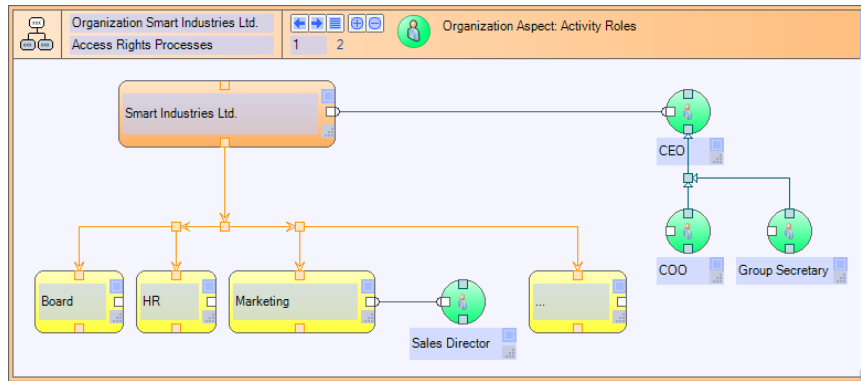 Organization Smart Industries Ltd.
Access Rights Processes
1 2
Organization Aspect: Activity Roles
Smart Industries Ltd.
CEO
COO
Group Secretary
Board
HR
Marketing
...
Sales Director